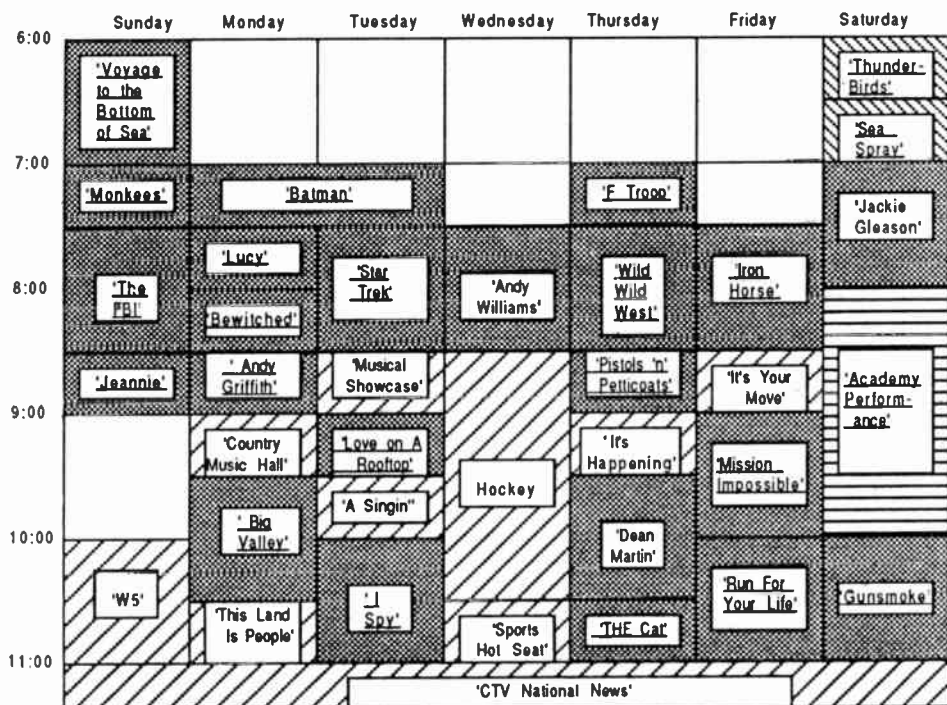 Sunday Monday Tuesday Wednesday Thursday Friday Saturday
6:00
'Voyage
to the
Bottom
of Sea'
'Thunder-
Birds'
'Sea
Spray'
7:00
'Monkees'
'Batman'
'F Troop'
'Jackie
Gleason'
'Lucy'
'Star
Trek'
'Andy
Williams'
'Wild
Wild
West'
'Iron
Horse'
8:00
'The
FBI'
'Bewitched'
'Jeannie'
'Andy
Griffith'
'Musical
Showcase'
'Pistols 'n'
Petticoats'
'It's Your
Move'
'Academy
Perform-
ance'
9:00
'Country
Music Hall'
'Love on A
Rooftop'
Hockey
'It's
Happening'
'Mission
Impossible'
'A Singin''
'Big
Valley'
'Dean
Martin'
10:00
'W5'
'I
Spy'
'Run For
Your Life'
'Gunsmoke'
'This Land
Is People'
'Sports
Hot Seat'
'THE Cat'
11:00
'CTV National News'